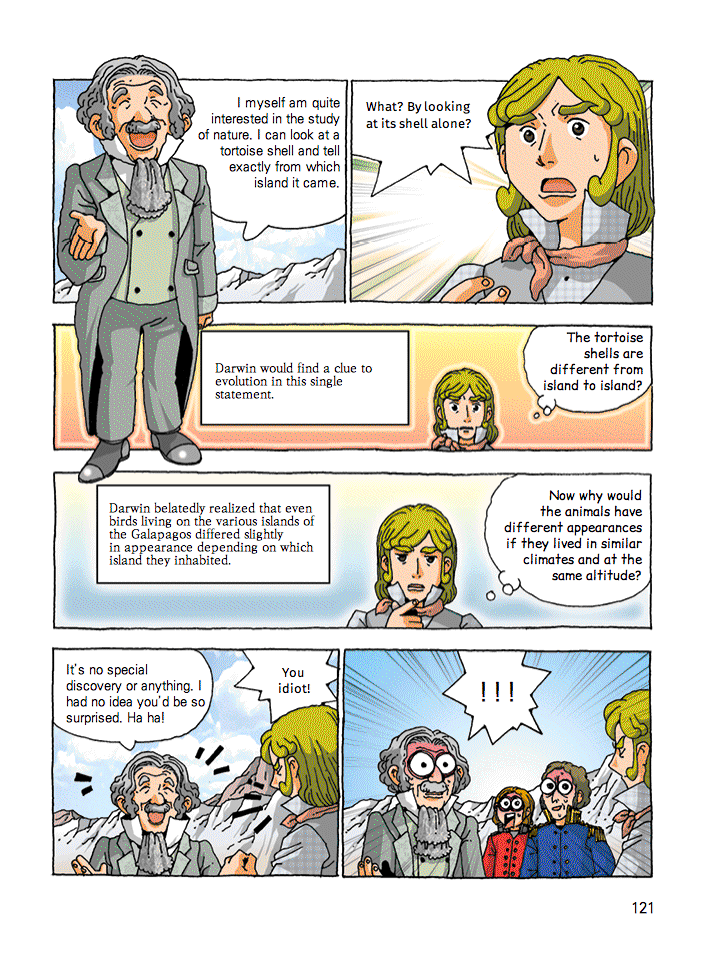 I myself am quite
interested in the study
of nature. I can look at a
tortoise shell and tell
exactly from which
island it came.
What? By looking
at its shell alone?
Darwin would find a clue to
evolution in this single
statement.
The tortoise
shells are
different from
island to island?
Darwin belatedly realized that even
birds living on the various islands of
the Galapagos differed slightly
in appearance depending on which
island they inhabited.
Now why would
the animals have
different appearances
if they lived in similar
climates and at the
same altitude?
It's no special
discovery or anything. I
had no idea you'd be so
surprised. Ha ha!
You
idiot!
!!!
121